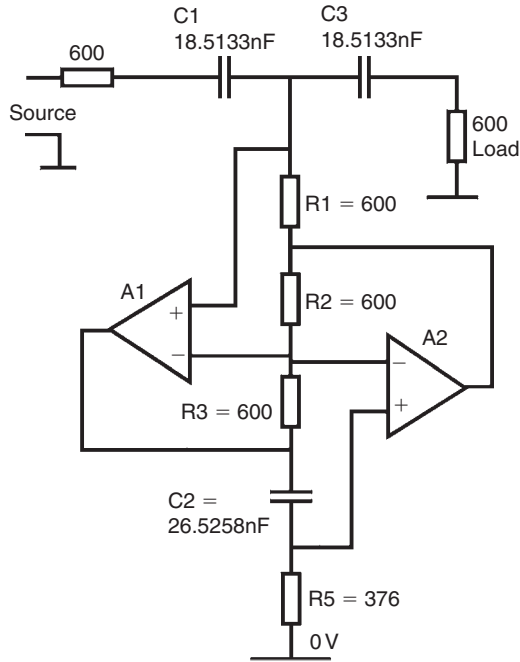 C1
18.5133nF
C3
18.5133nF
600
Source
600
Load
R1 = 600
A1
+
−
R2 = 600
A2
−
+
R3 = 600
C2 =
26.5258nF
R5 = 376
0V